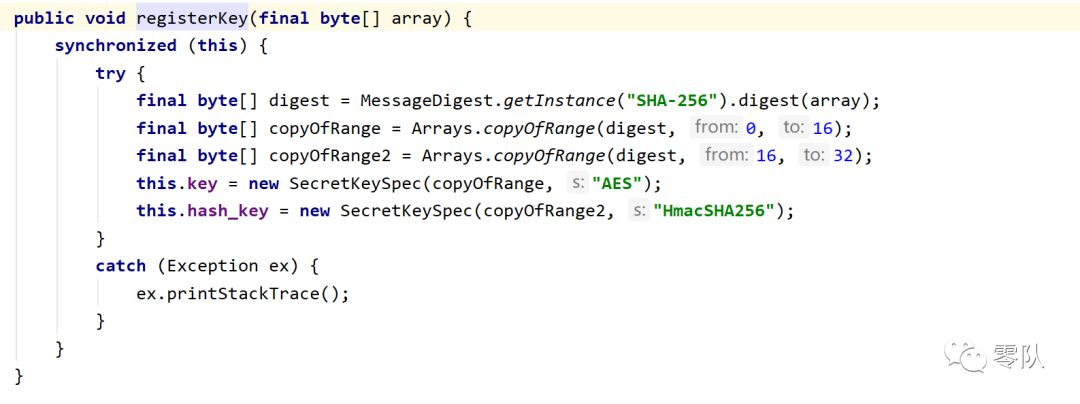 public void registerKey(final byte[] array) {
synchronized (this) {
try {
final byte[] digest = MessageDigest.getInstance("SHA-256").digest(array);
final byte[] copyOfRange = Arrays.copyOfRange(digest, from: 0, to: 16);
final byte[] copyOfRange2 = Arrays.copyOfRange(digest, from: 16, to: 32);
this.key = new SecretKeySpec(copyOfRange, s: "AES");
this.hash_key = new SecretKeySpec(copyOfRange2, s: "HmacSHA256");
}
catch (Exception ex) {
ex.printStackTrace();
}
}
}
零队